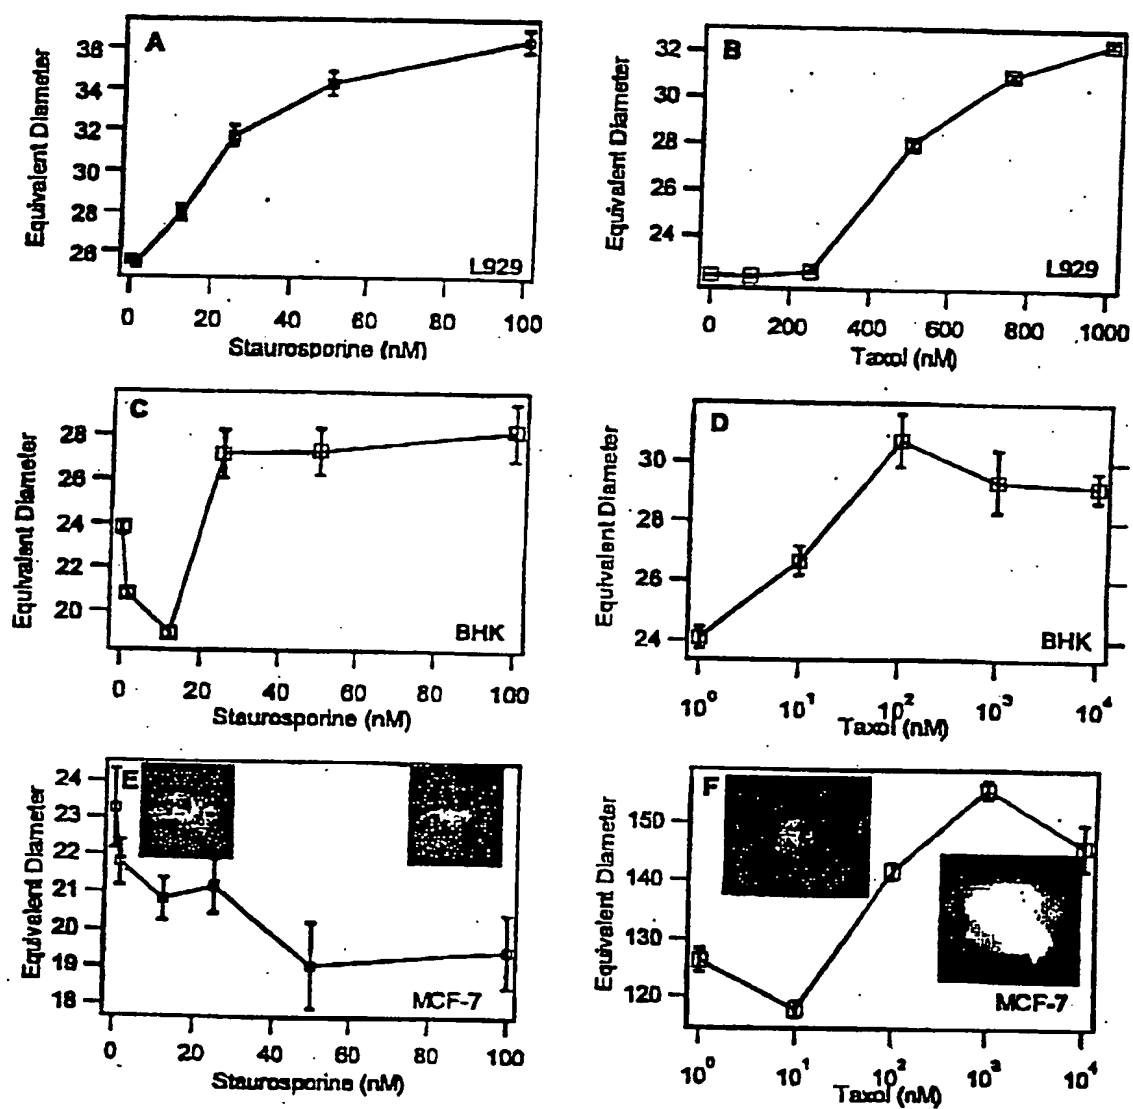 A
Equivalent Diameter
36
34
32
30
28
26
L929
0 20 40 60 80 100
Staurosporine (nM)
B
Equivalent Diameter
32
30
28
26
24
L929
0 200 400 600 800 1000
Taxol (nM)
C
Equivalent Diameter
28
26
24
22
20
BHK
0 20 40 60 80 100
Staurosporine (nM)
D
Equivalent Diameter
30
28
26
24
BHK
10⁰ 10¹ 10² 10³ 10⁴
Taxol (nM)
E
Equivalent Diameter
24
23
22
21
20
19
18
MCF-7
0 20 40 60 80 100
Staurosporine (nM)
F
Equivalent Diameter
150
140
130
120
MCF-7
10⁰ 10¹ 10² 10³ 10⁴
Taxol (nM)